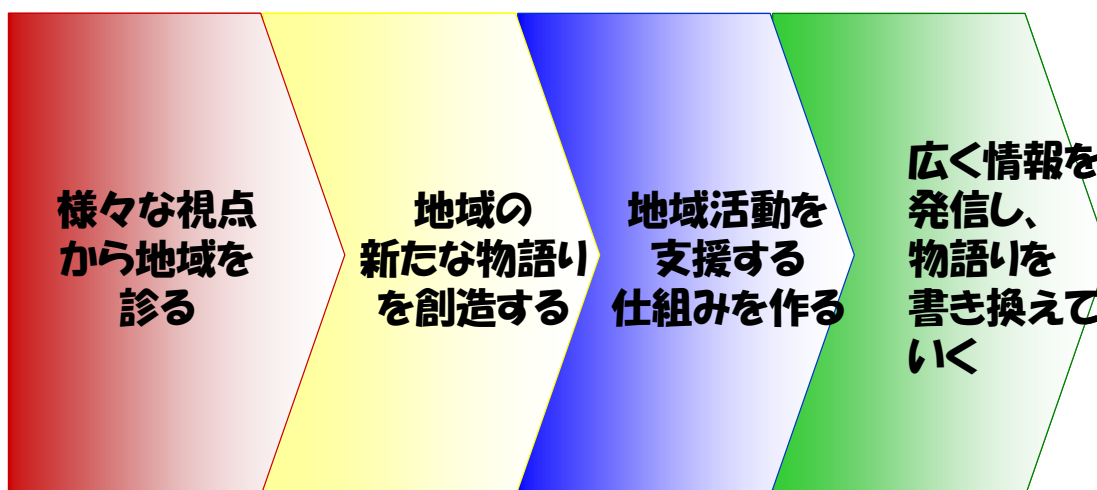 様々な視点
から地域を
診る
地域の
新たな物語り
を創造する
地域活動を
支援する
仕組みを作る
広く情報を
発信し、
物語りを
書き換えて
いく